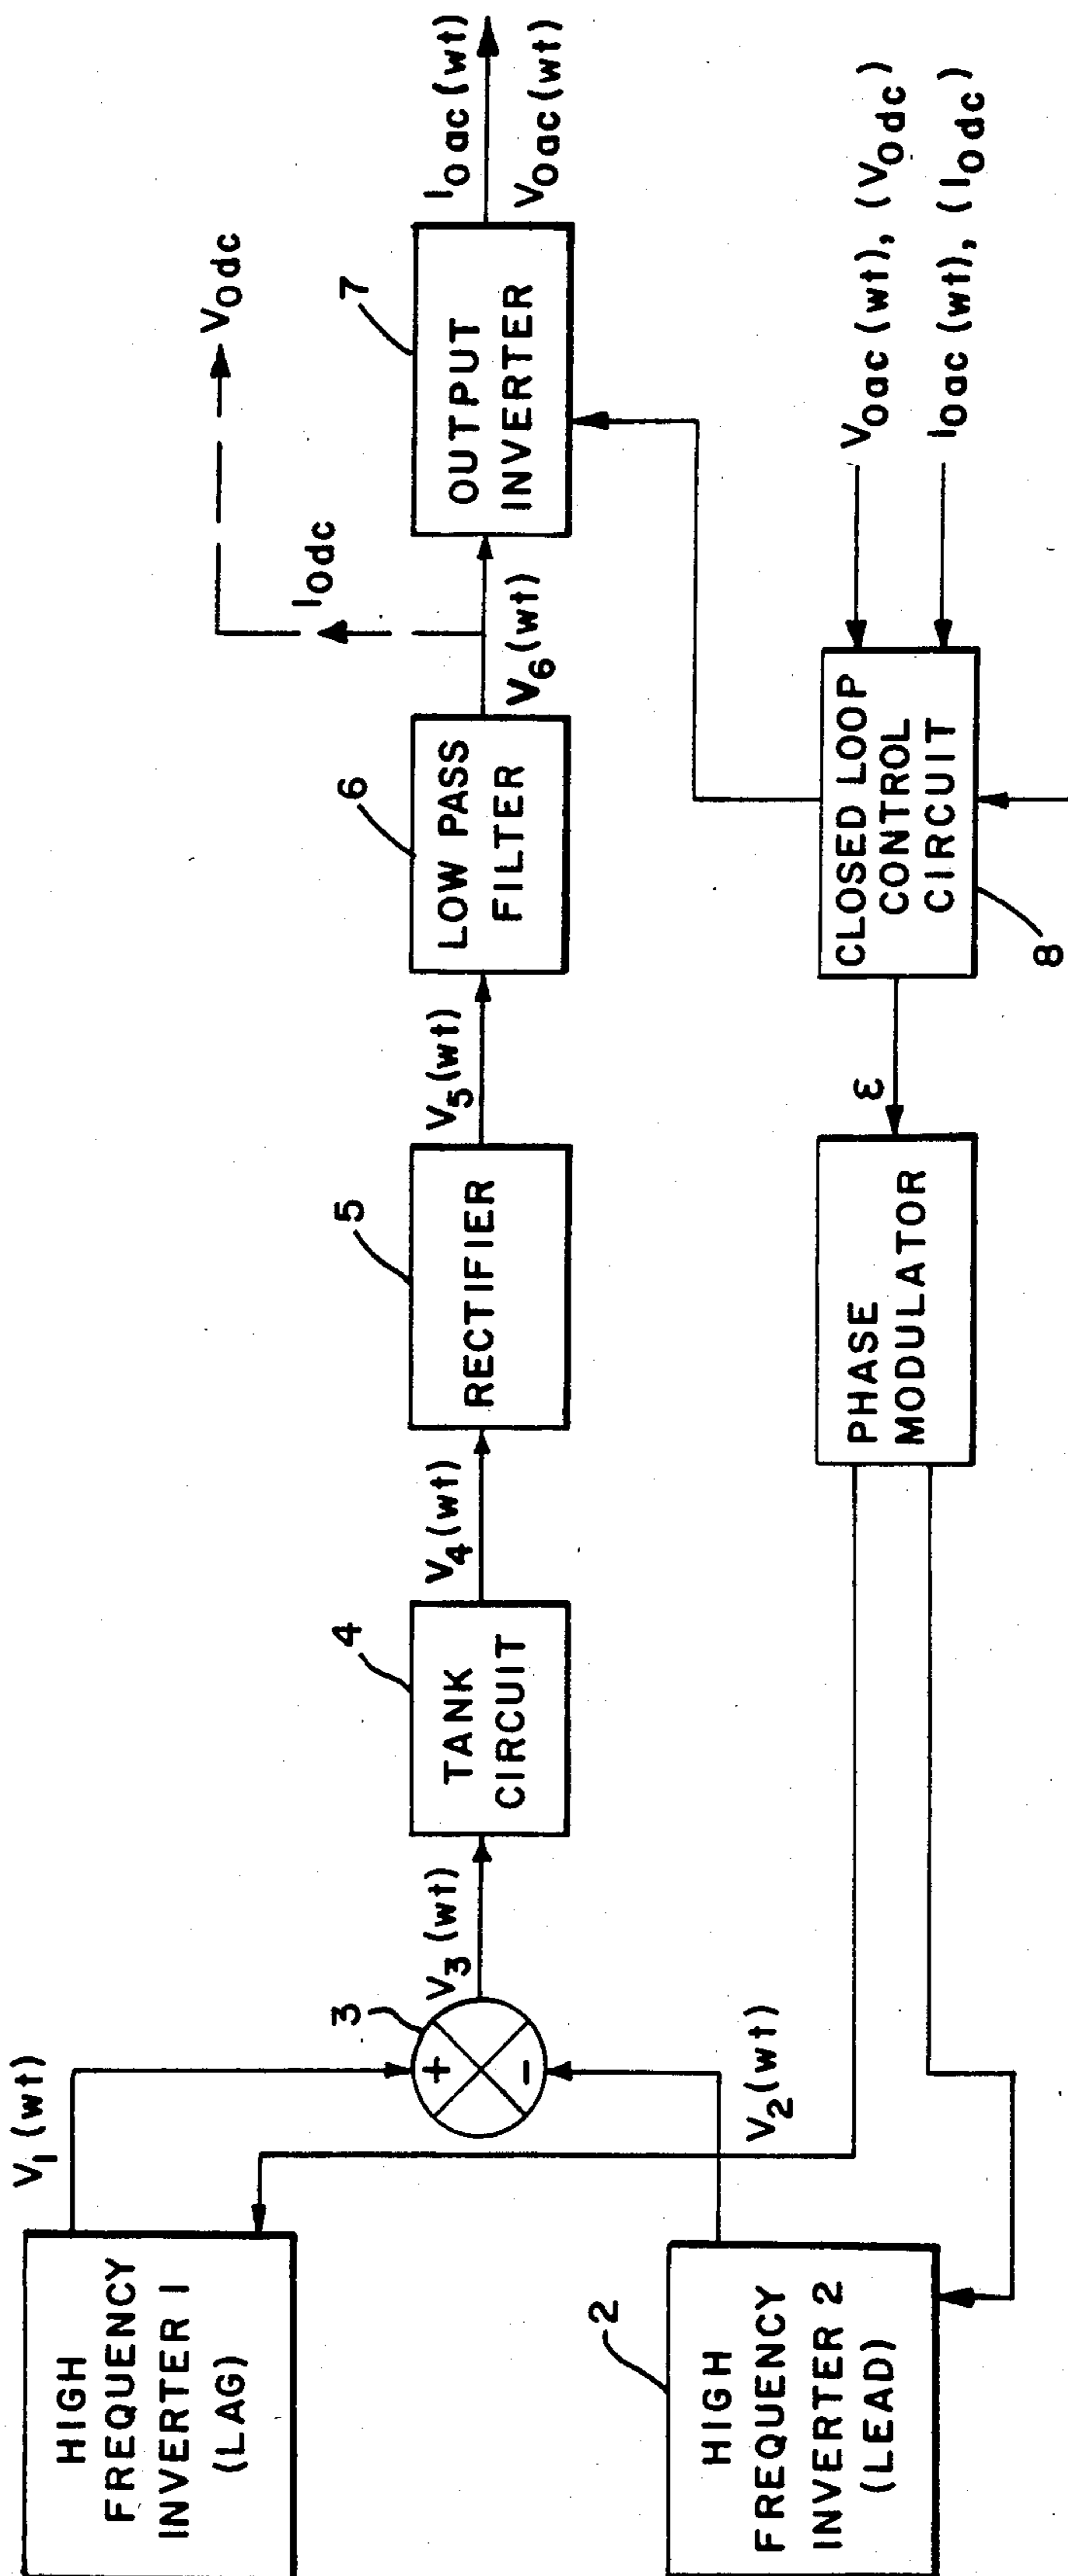 HIGH
FREQUENCY
INVERTER 1
(LAG)
V1 (wt)
HIGH
FREQUENCY
INVERTER 2
(LEAD)
2
V2 (wt)
3
+
-
V3 (wt)
TANK
CIRCUIT
4
V4 (wt)
RECTIFIER
5
V5 (wt)
LOW PASS
FILTER
6
V6 (wt)
Iodc
Vodc
OUTPUT
INVERTER
7
Ioac (wt)
Voac (wt)
PHASE
MODULATOR
ε
CLOSED LOOP
CONTROL
CIRCUIT
8
Voac (wt), (Vodc)
Ioac (wt), (Iodc)